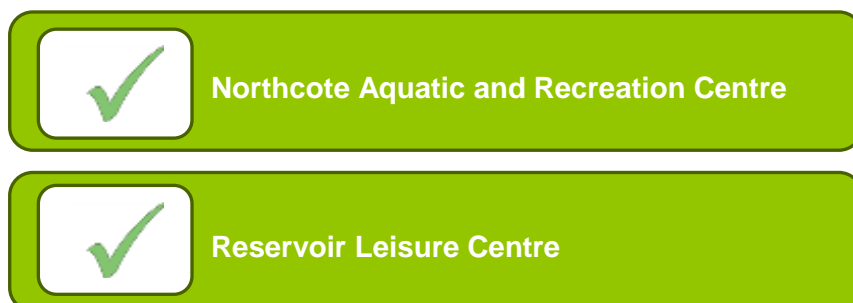 Northcote Aquatic and Recreation Centre
Reservoir Leisure Centre